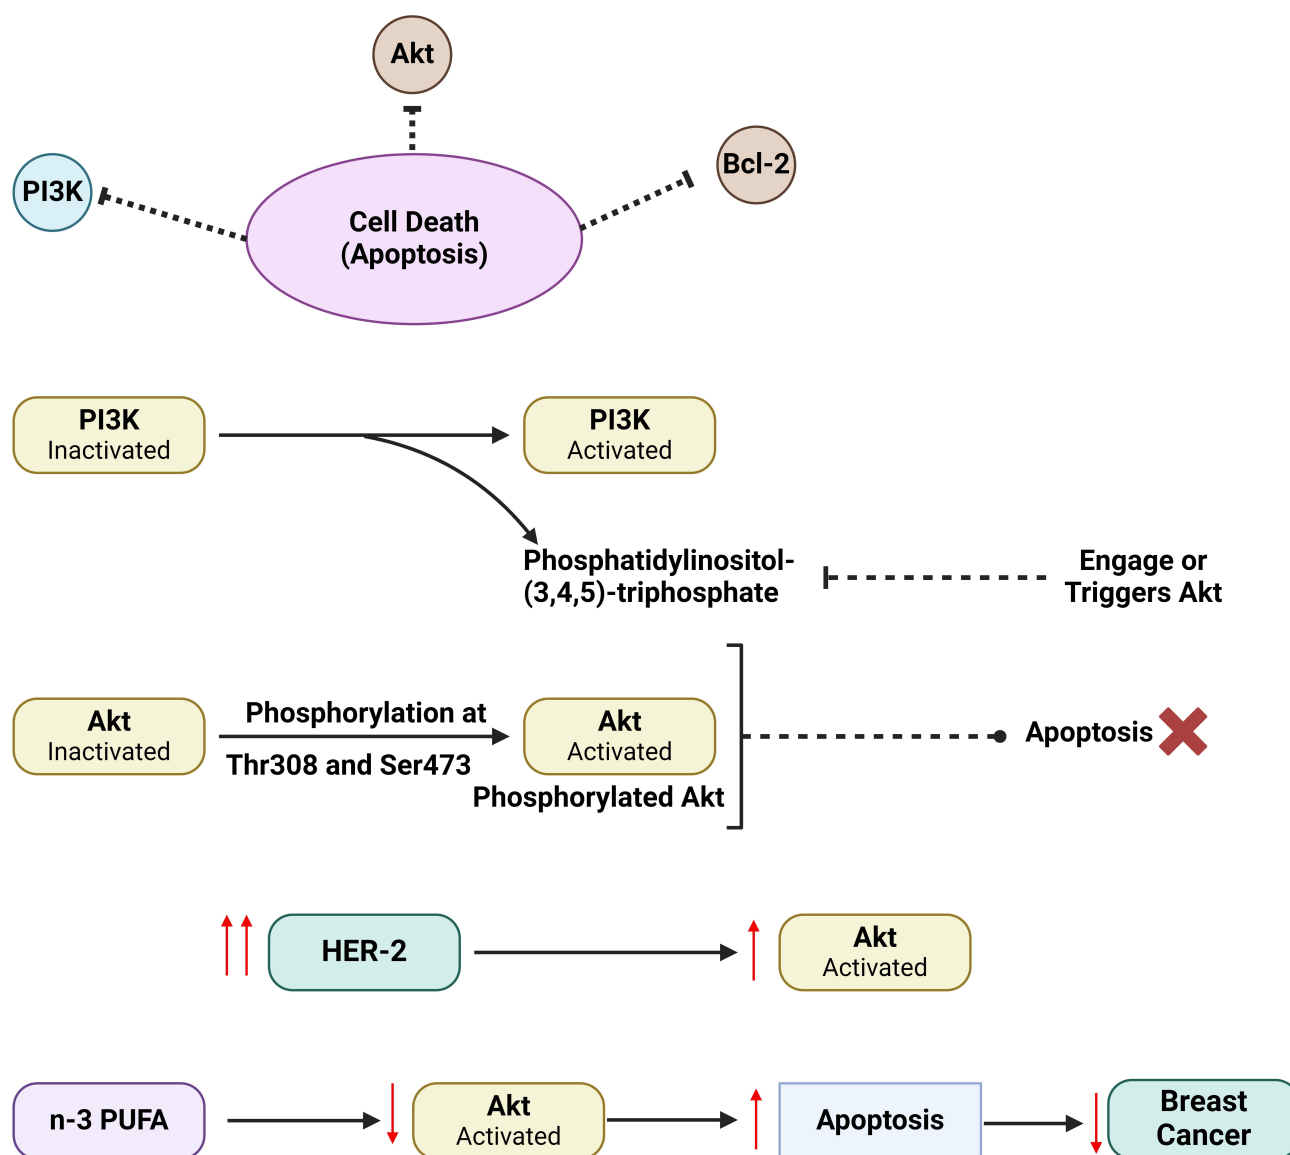 Akt
Bcl-2
PI3K
Cell Death
(Apoptosis)
PI3K
Inactivated
PI3K
Activated
Phosphatidylinositol-
(3,4,5)-triphosphate
Engage or
Triggers Akt
Akt
Inactivated
Phosphorylation at
Thr308 and Ser473
Akt
Activated
Phosphorylated Akt
Apoptosis
HER-2
Akt
Activated
n-3 PUFA
Akt
Activated
Apoptosis
Breast
Cancer